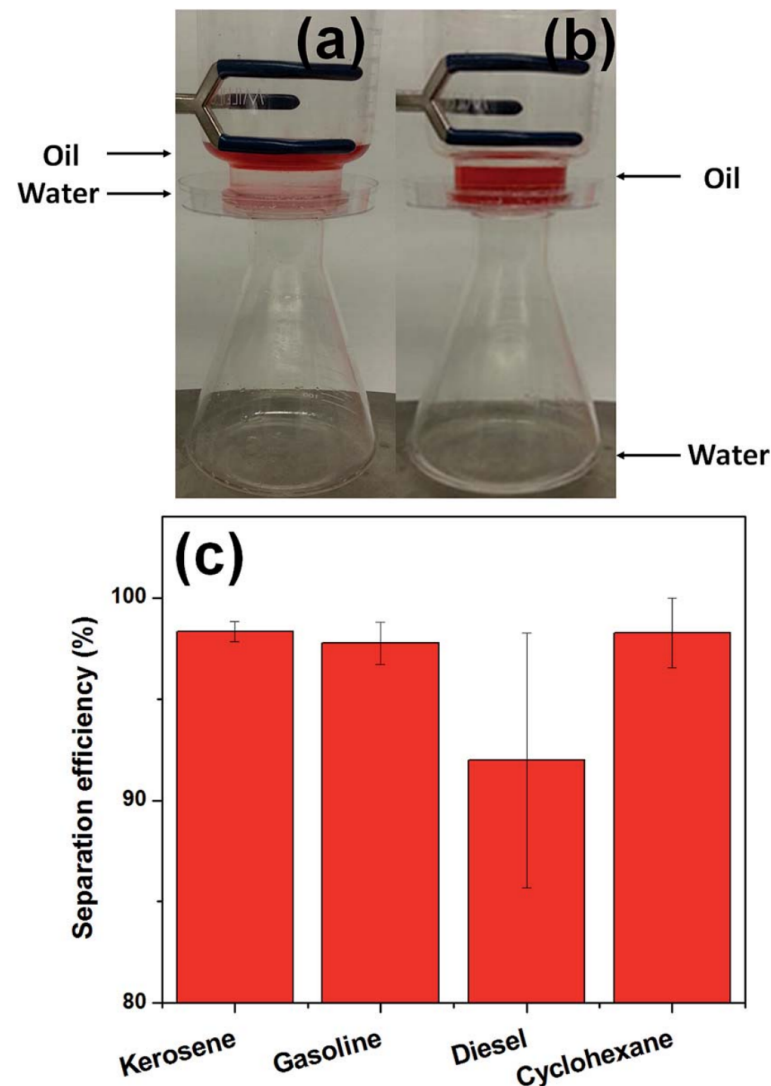 (a)
(b)
Oil
Water
Oil
Water
(c)
Separation efficiency (%)
100
90
80
Kerosene
Gasoline
Diesel
Cyclohexane